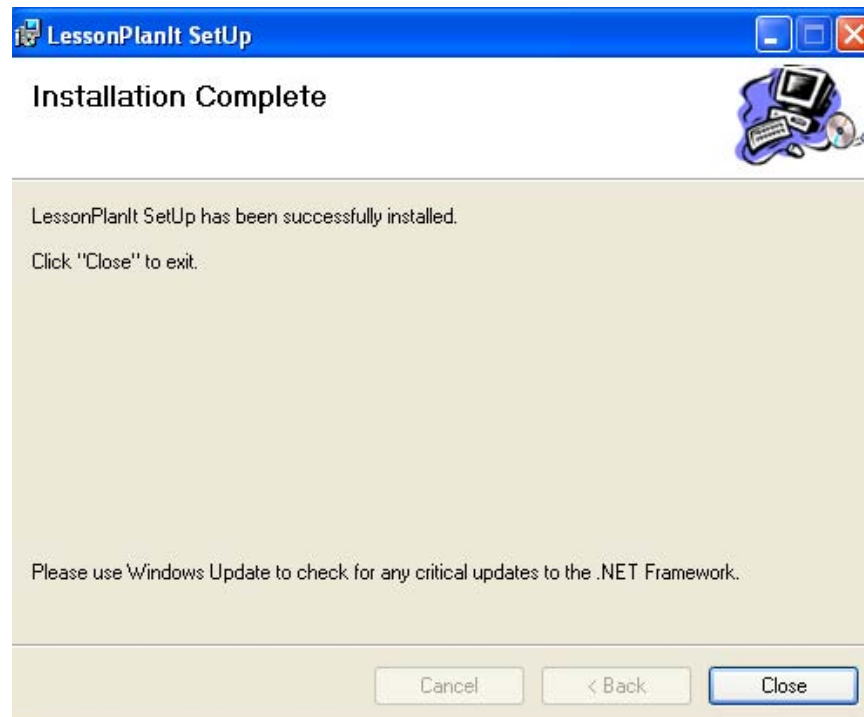 LessonPlanIt SetUp
Installation Complete
LessonPlanIt SetUp has been successfully installed.
Click "Close" to exit.
Please use Windows Update to check for any critical updates to the .NET Framework.
Cancel
< Back
Close